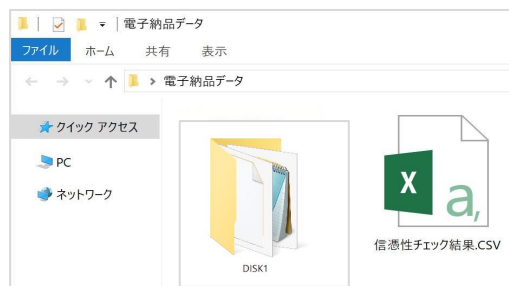 電子納品データ
ファイル ホーム 共有 表示
電子納品データ
クイック アクセス
PC
ネットワーク
X a,
信憑性チェック結果.CSV
DISK1